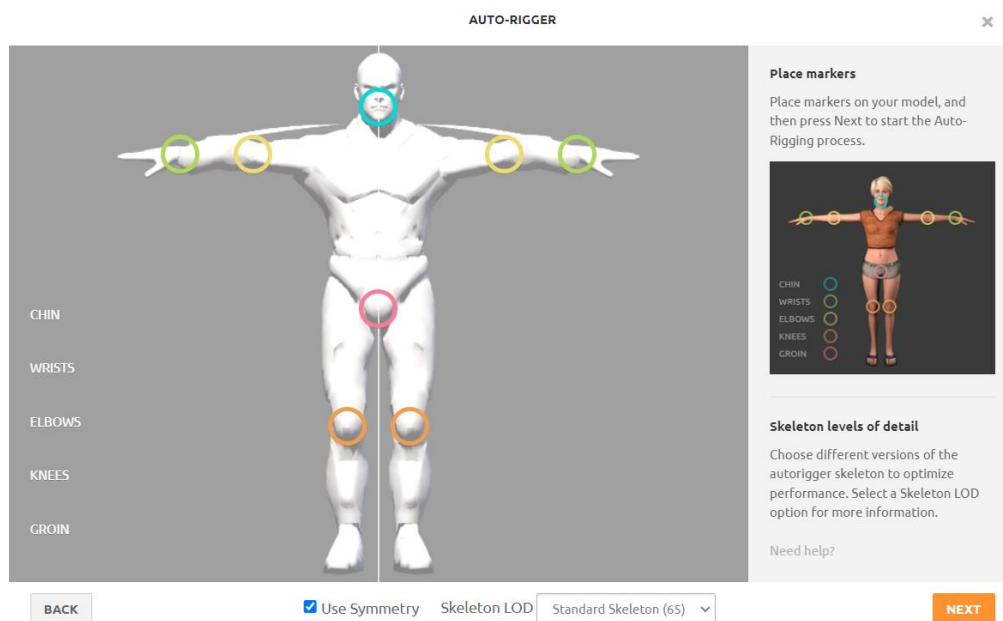 AUTO-RIGGER
×
CHIN
WRISTS
ELBOWS
KNEES
GROIN
Place markers
Place markers on your model, and
then press Next to start the Auto-
Rigging process.
CHIN
WRISTS
ELBOWS
KNEES
GROIN
Skeleton levels of detail
Choose different versions of the
autorigger skeleton to optimize
performance. Select a Skeleton LOD
option for more information.
Need help?
BACK
Use Symmetry
Skeleton LOD
Standard Skeleton (65)
NEXT